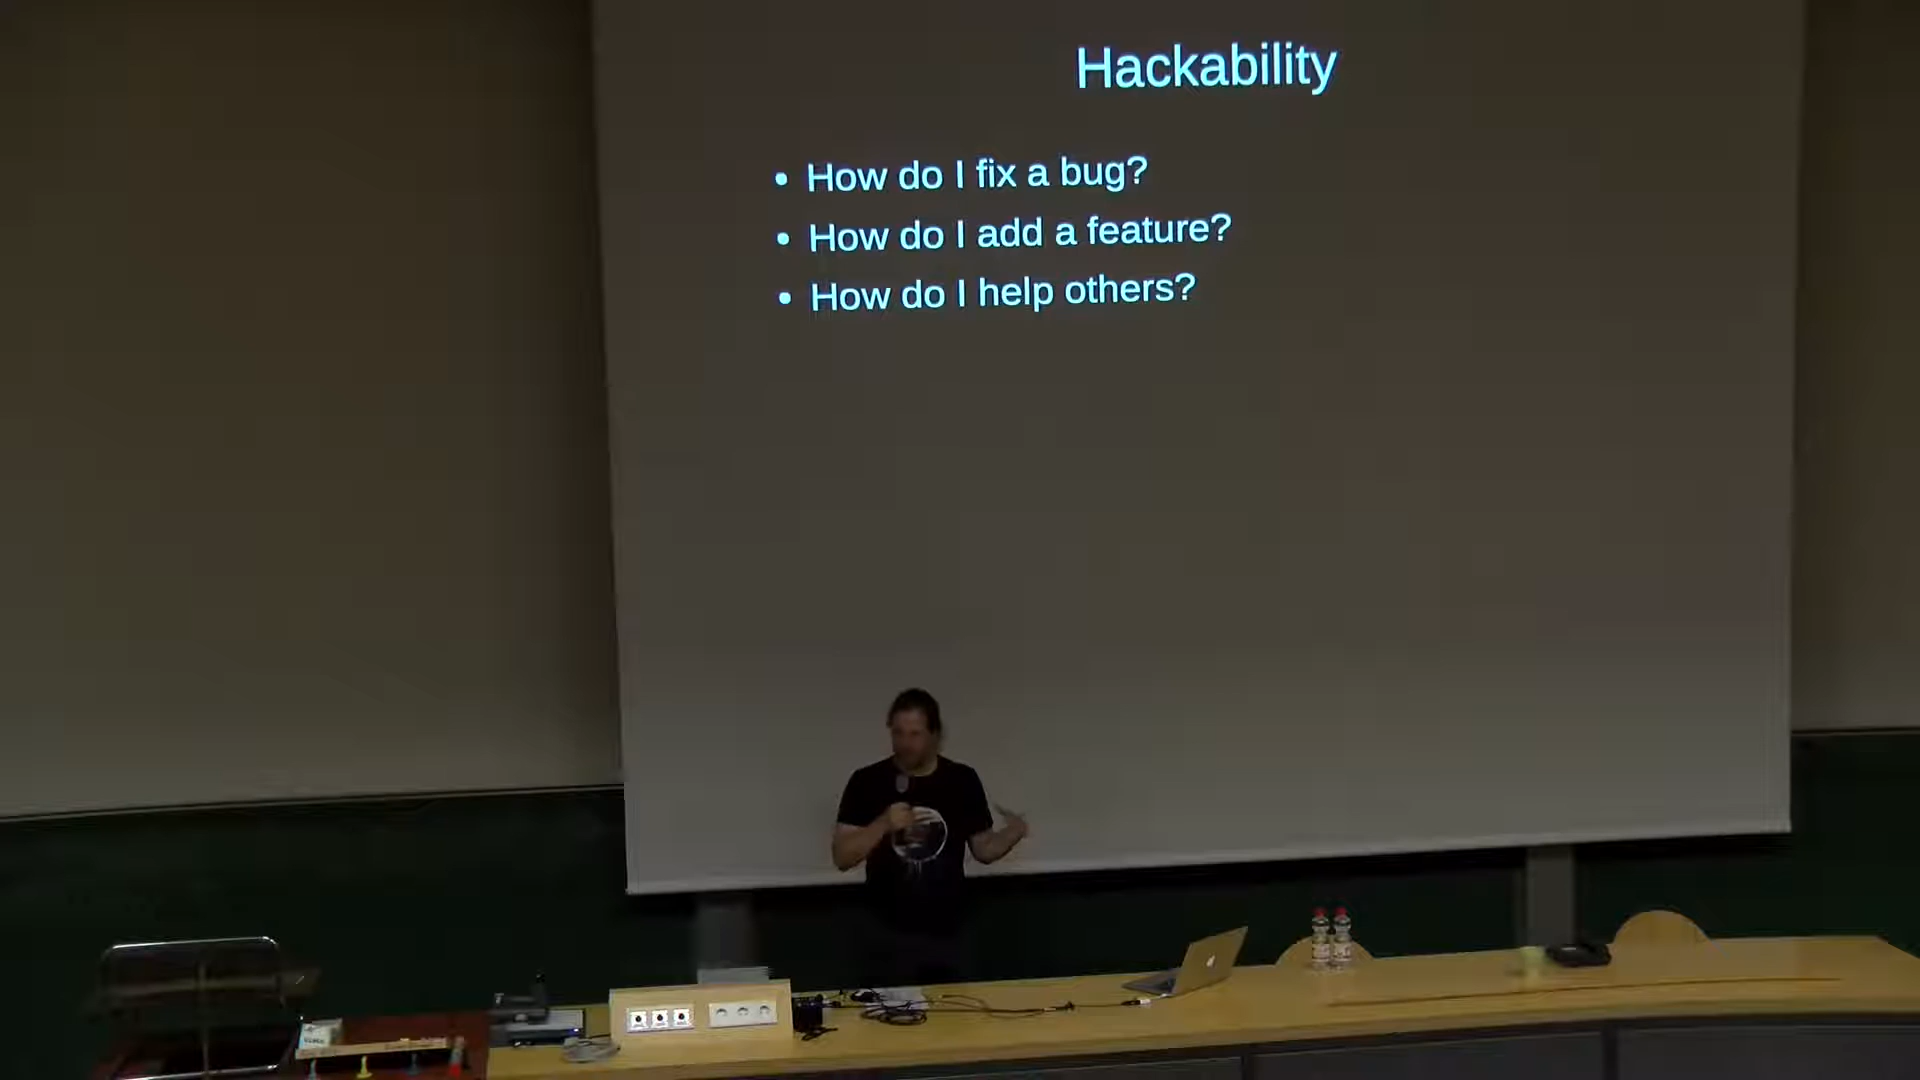 Hackability
• How do I fix a bug?
• How do I add a feature?
• How do I help others?